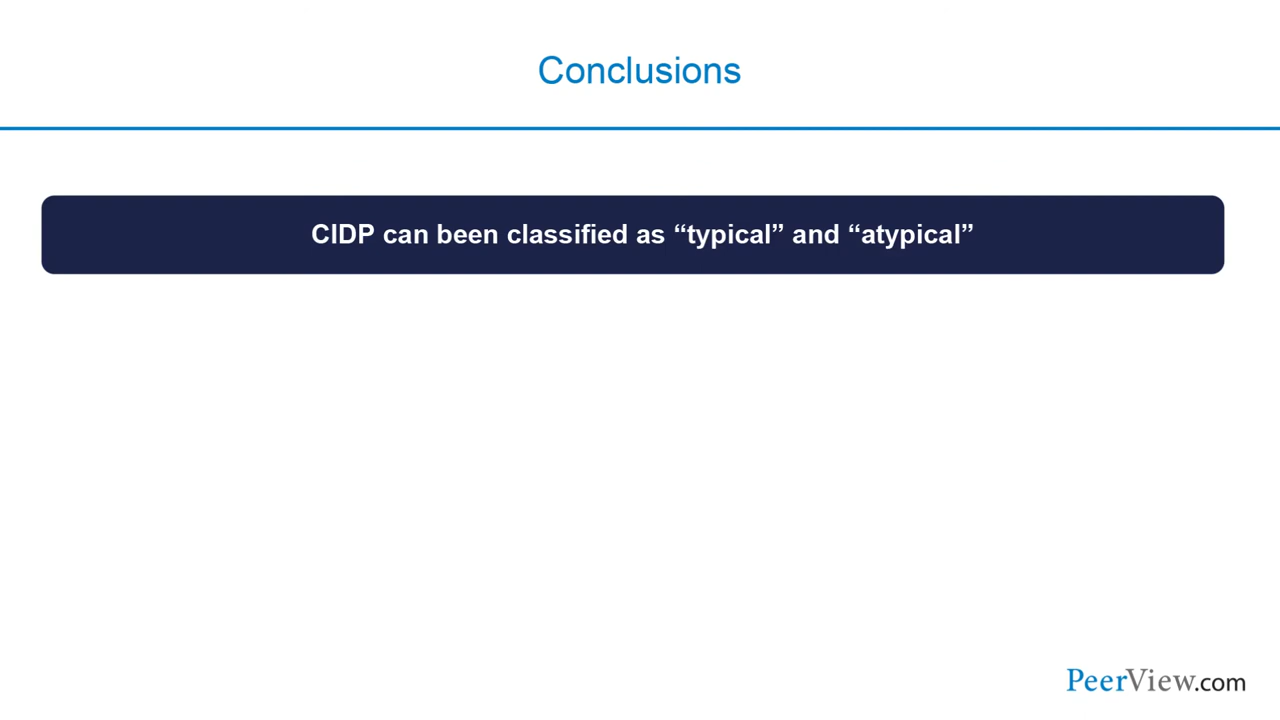 Conclusions
CIDP can been classified as “typical” and “atypical”
PeerView.com